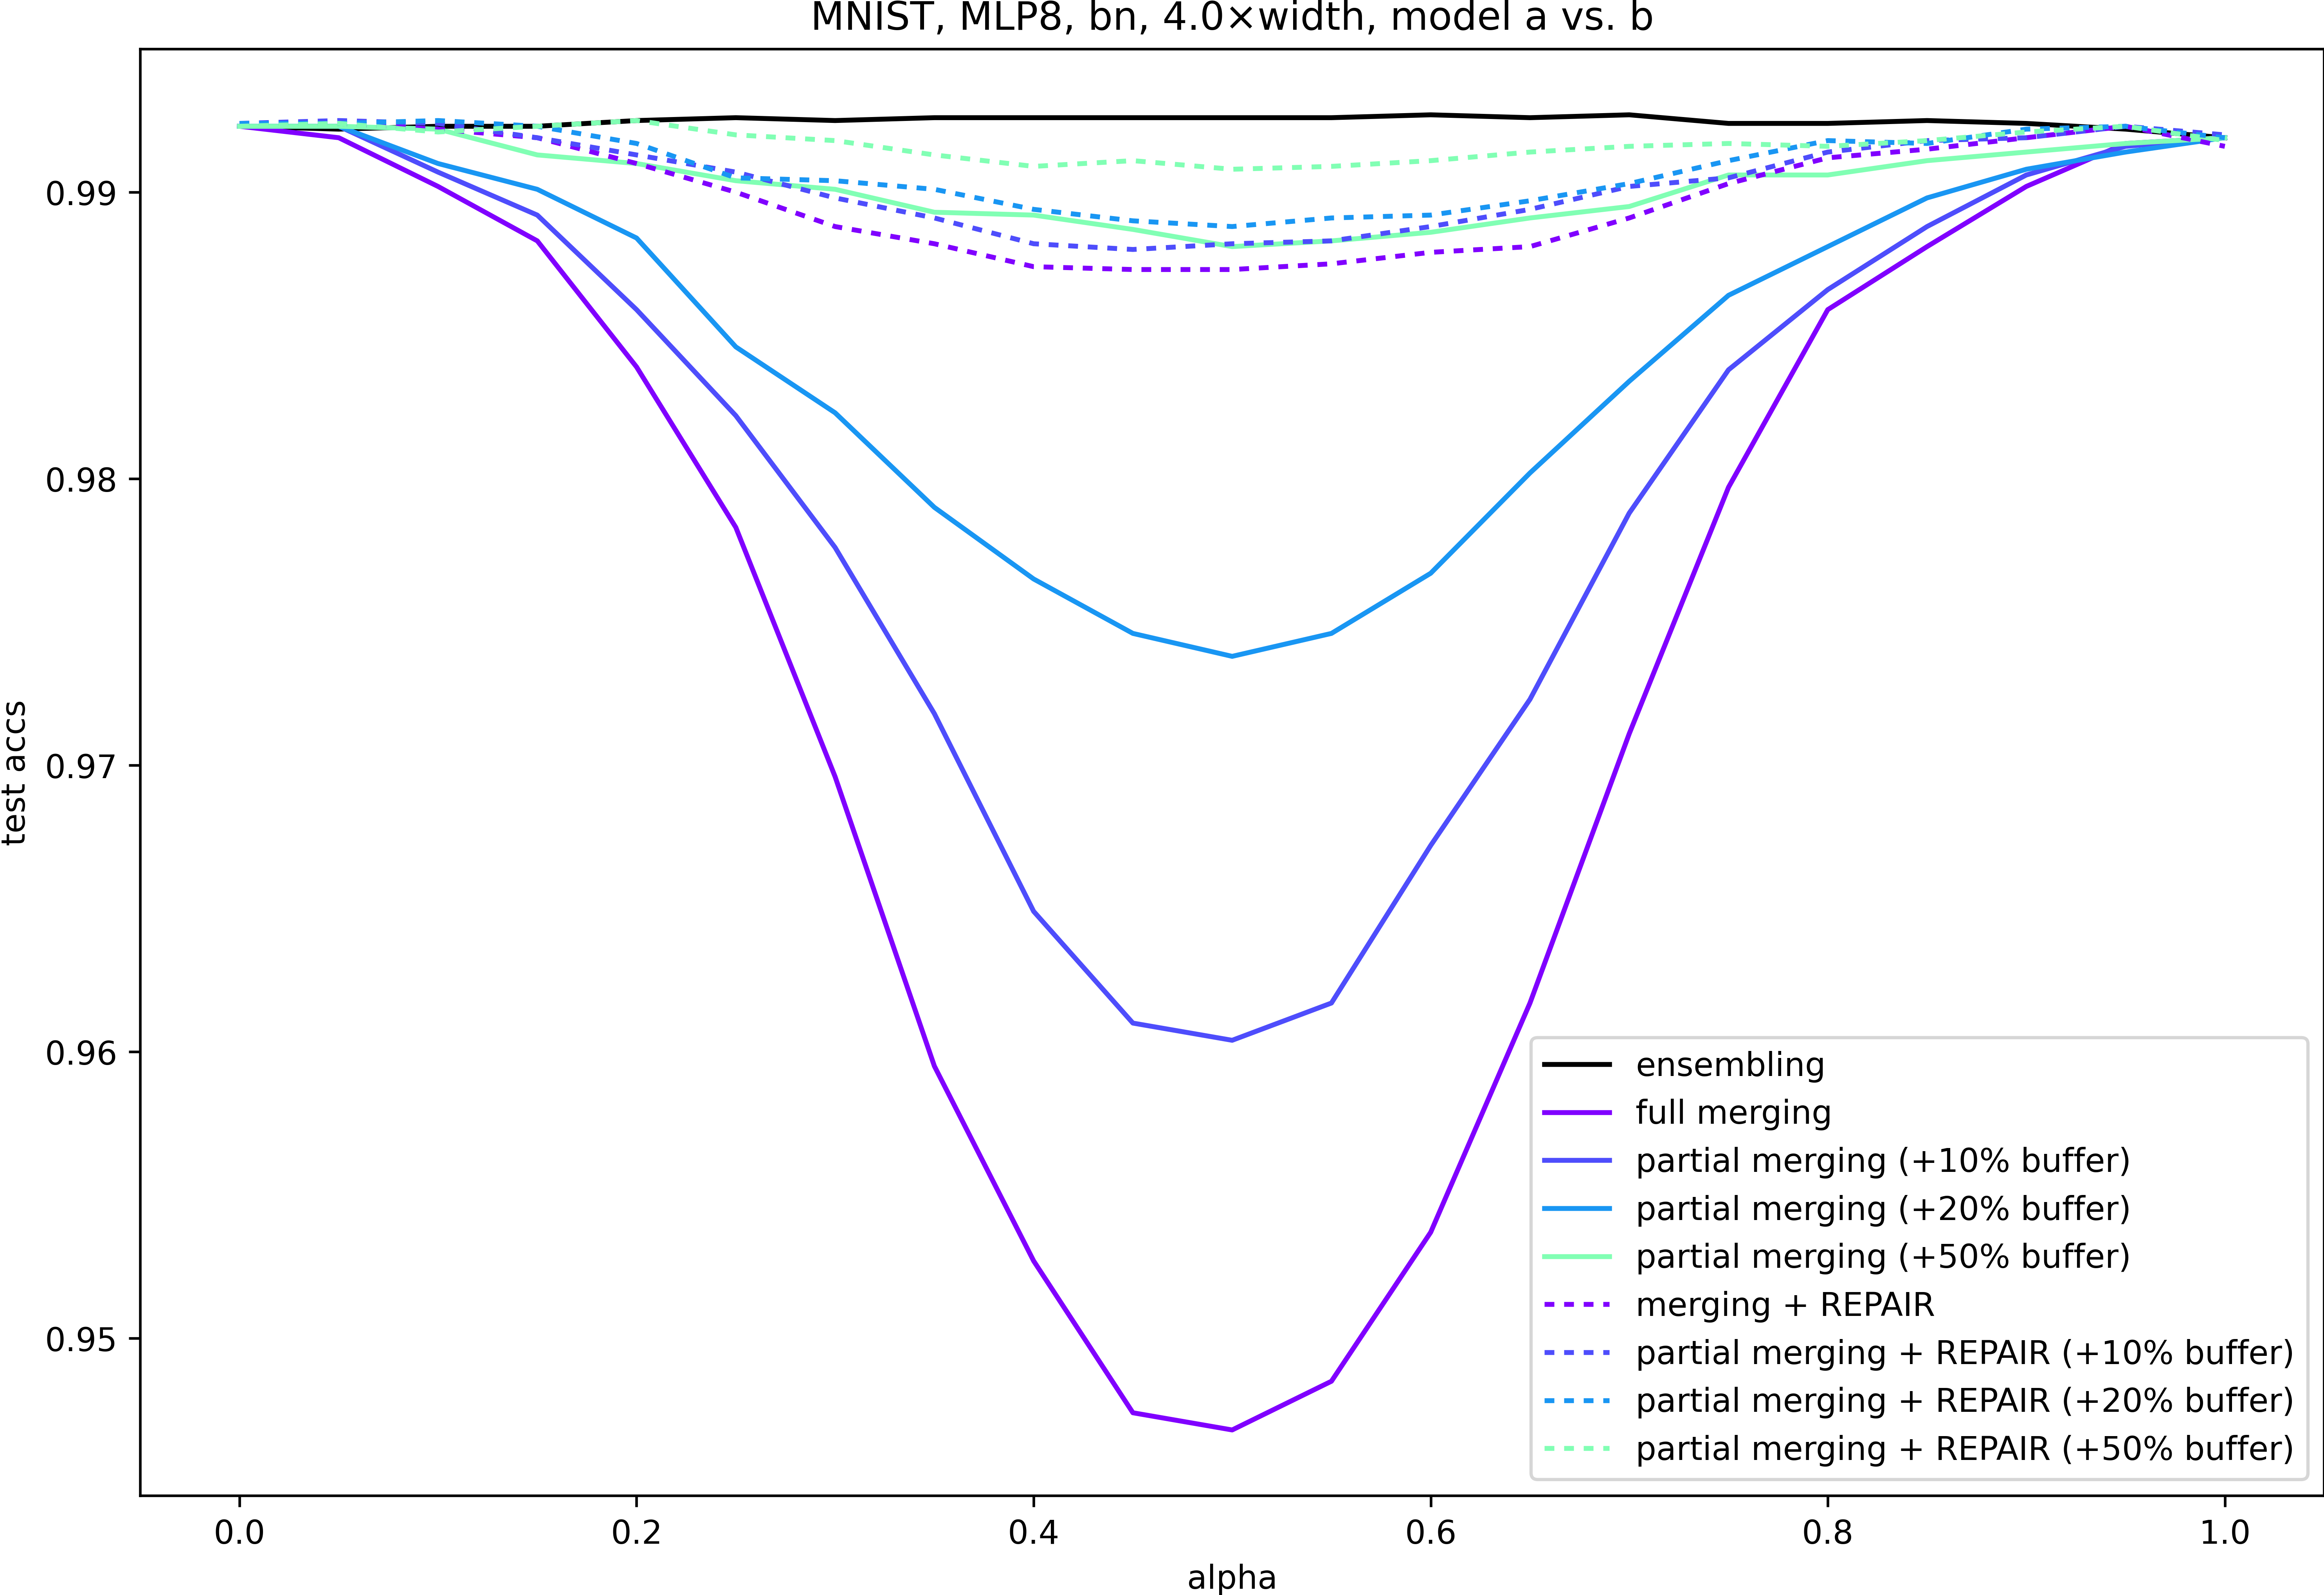 MNIST, MLP8, bn, 4.0×width, model a vs. b
test accs
0.99
0.98
0.97
0.96
0.95
ensembling
full merging
partial merging (+10% buffer)
partial merging (+20% buffer)
partial merging (+50% buffer)
merging + REPAIR
partial merging + REPAIR (+10% buffer)
partial merging + REPAIR (+20% buffer)
partial merging + REPAIR (+50% buffer)
0.0 0.2 0.4 0.6 0.8 1.0
alpha